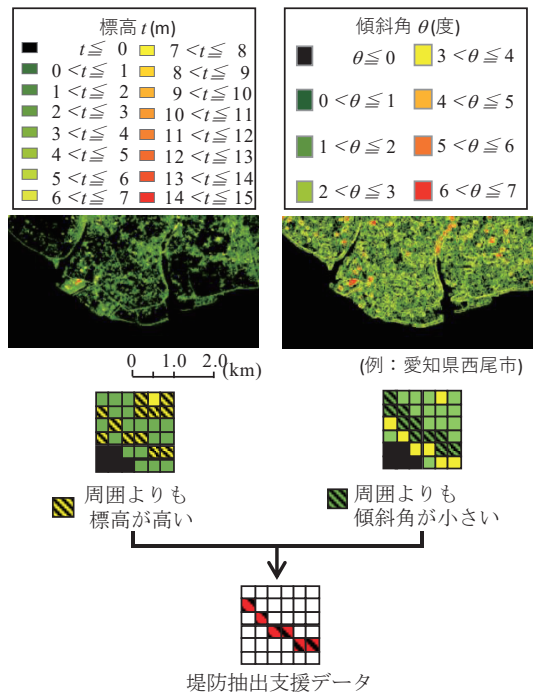 標高 t (m)
t≦ 0
0 <t≦ 1
1 <t≦ 2
2 <t≦ 3
3 <t≦ 4
4 <t≦ 5
5 <t≦ 6
6 <t≦ 7
7 <t≦ 8
8 <t≦ 9
9 <t≦10
10 <t≦11
11 <t≦12
12 <t≦13
13 <t≦14
14 <t≦15
傾斜角 θ(度)
θ≦ 0
0 <θ≦ 1
1 <θ≦ 2
2 <θ≦ 3
3 <θ≦ 4
4 <θ≦ 5
5 <θ≦ 6
6 <θ≦ 7
0 1.0 2.0
(km)
(例：愛知県西尾市)
周囲よりも
標高が高い
周囲よりも
傾斜角が小さい
堤防抽出支援データ